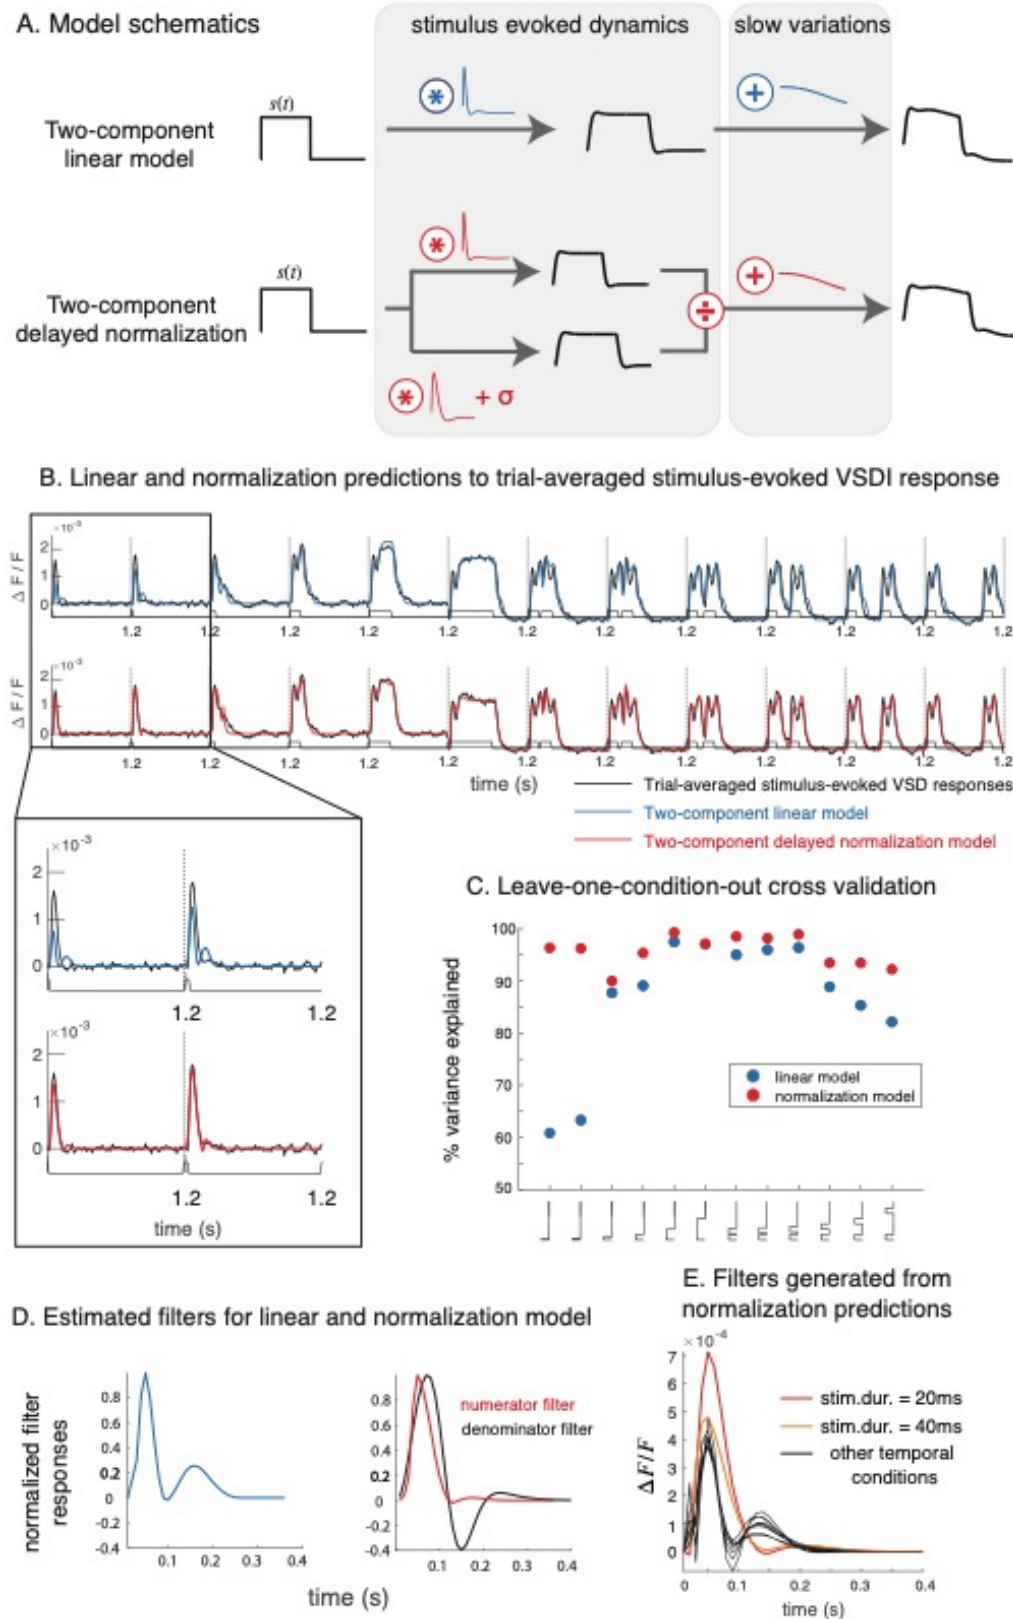 A. Model schematics
stimulus evoked dynamics
slow variations
Two-component
linear model
s(t)
*
+
Two-component
delayed normalization
s(t)
*
+
÷
* + σ
B. Linear and normalization predictions to trial-averaged stimulus-evoked VSDI response
×10⁻³
Δ F / F
2
1
0
1.2 1.2 1.2 1.2 1.2 1.2 1.2 1.2 1.2 1.2 1.2 1.2
×10⁻³
Δ F / F
2
1
0
1.2 1.2 1.2 1.2 1.2 1.2 1.2 1.2 1.2 1.2 1.2
time (s)
Trial-averaged stimulus-evoked VSD responses
Two-component linear model
Two-component delayed normalization model
×10⁻³
2
1
0
1.2 1.2
×10⁻³
2
1
0
1.2 1.2
time (s)
C. Leave-one-condition-out cross validation
% variance explained
100
90
80
70
60
50
linear model
normalization model
D. Estimated filters for linear and normalization model
normalized filter
responses
0.8
0.6
0.4
0.2
0
-0.2
-0.4
0.1 0.2 0.3 0.4
0.8
0.6
0.4
0.2
0
-0.2
-0.4
0.1 0.2 0.3 0.4
numerator filter
denominator filter
time (s)
E. Filters generated from
normalization predictions
×10⁻⁴
ΔF/F
7
6
5
4
3
2
1
0
0 0.1 0.2 0.3 0.4
stim.dur. = 20ms
stim.dur. = 40ms
other temporal
conditions
time (s)